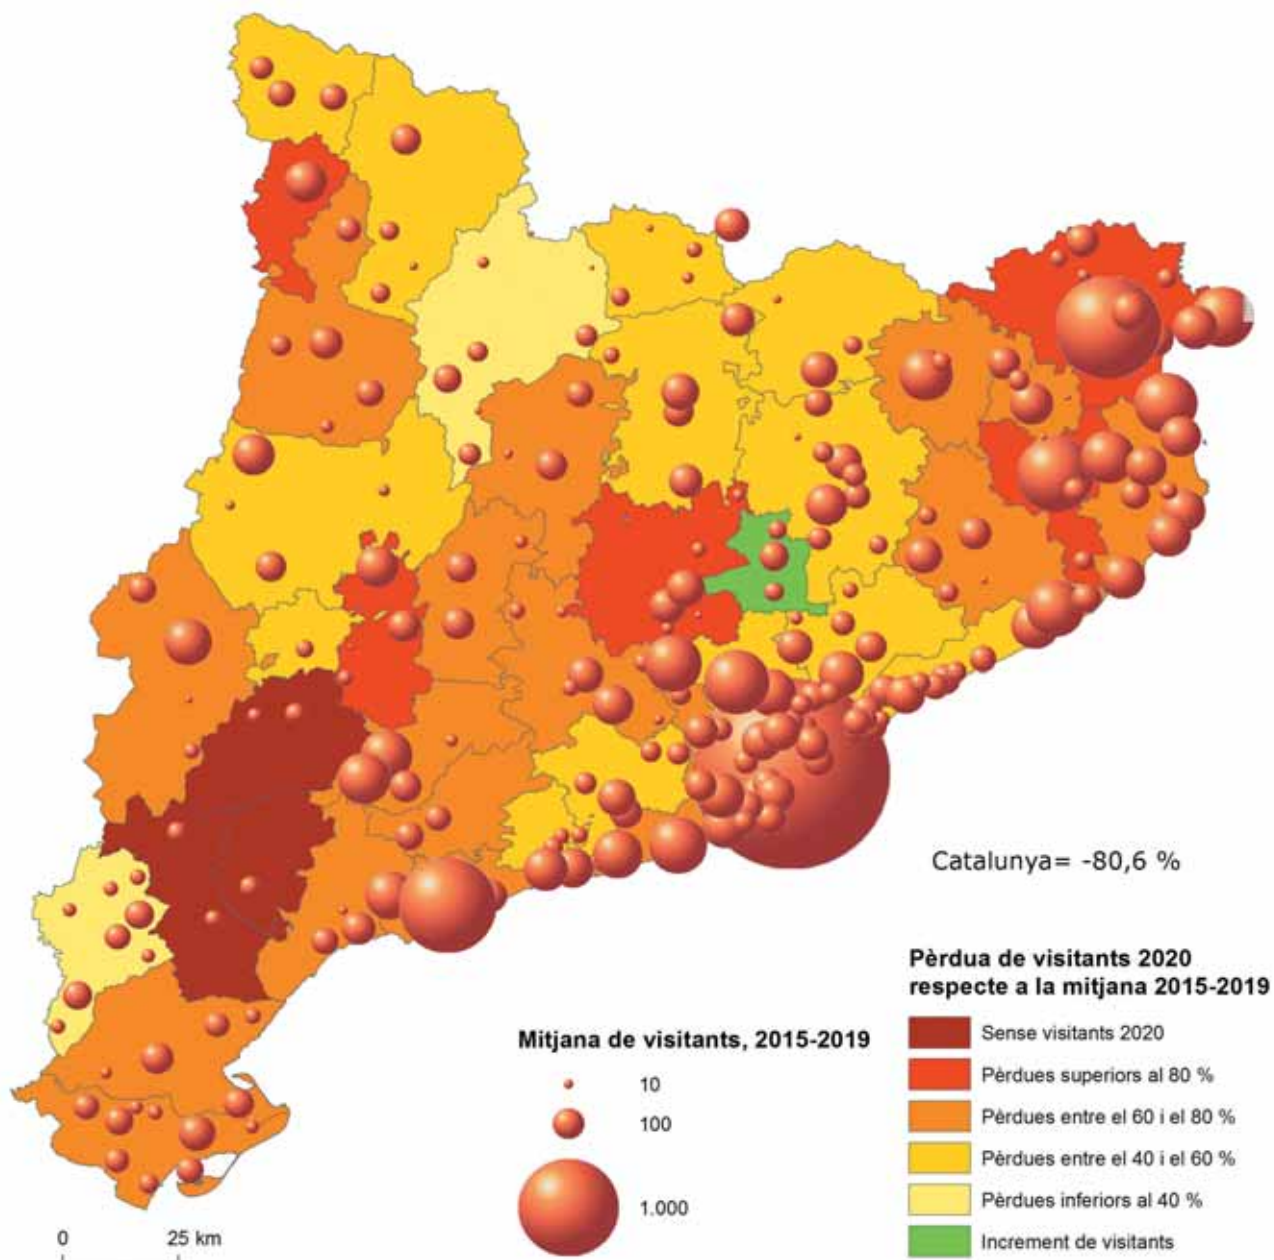 Catalunya= -80,6 %
Pèrdua de visitants 2020
respecte a la mitjana 2015-2019
Sense visitants 2020
Pèrdues superiors al 80 %
Pèrdues entre el 60 i el 80 %
Pèrdues entre el 40 i el 60 %
Pèrdues inferiors al 40 %
Increment de visitants
Mitjana de visitants, 2015-2019
10
100
1.000
0 25 km